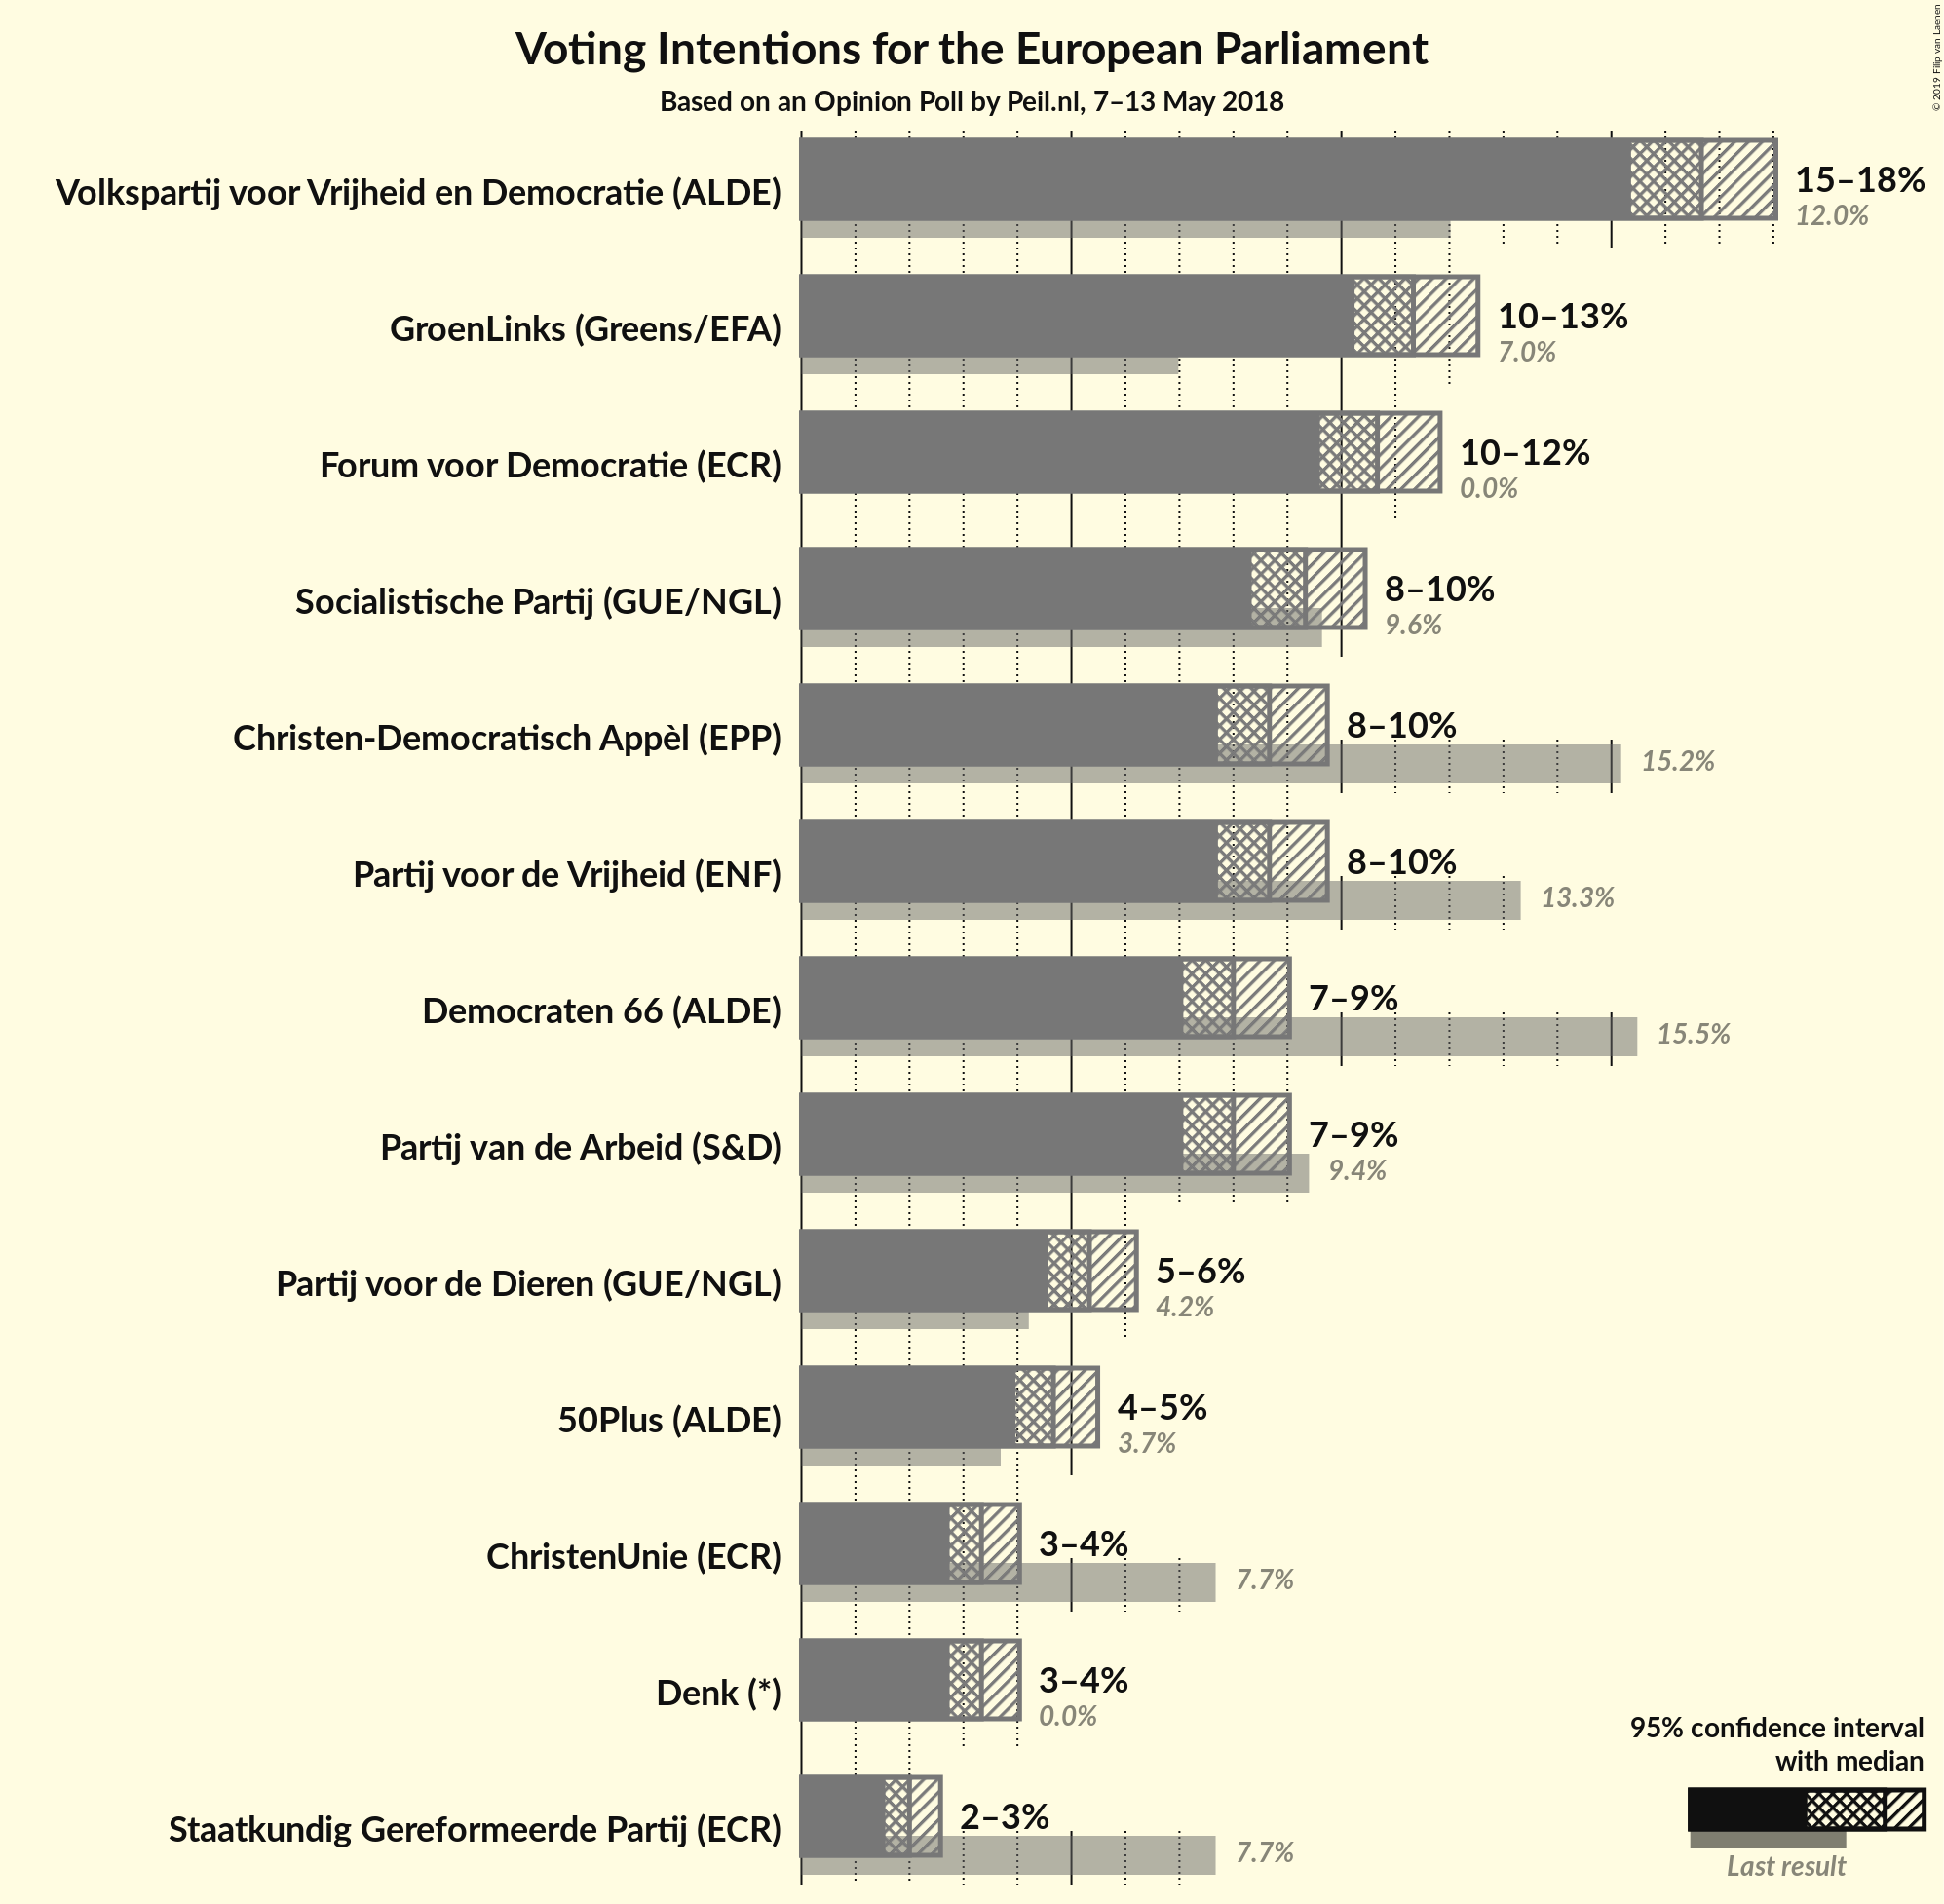 Voting Intentions for the European Parliament
Based on an Opinion Poll by Peil.nl, 7–13 May 2018
© 2019 Filip van Laenen
Volkspartij voor Vrijheid en Democratie (ALDE)
15–18%
12.0%
GroenLinks (Greens/EFA)
10–13%
7.0%
Forum voor Democratie (ECR)
10–12%
0.0%
Socialistische Partij (GUE/NGL)
8–10%
9.6%
Christen-Democratisch Appèl (EPP)
8–10%
15.2%
Partij voor de Vrijheid (ENF)
8–10%
13.3%
Democraten 66 (ALDE)
7–9%
15.5%
Partij van de Arbeid (S&D)
7–9%
9.4%
Partij voor de Dieren (GUE/NGL)
5–6%
4.2%
50Plus (ALDE)
4–5%
3.7%
ChristenUnie (ECR)
3–4%
7.7%
Denk (*)
3–4%
0.0%
Staatkundig Gereformeerde Partij (ECR)
2–3%
7.7%
95% confidence interval
with median
Last result